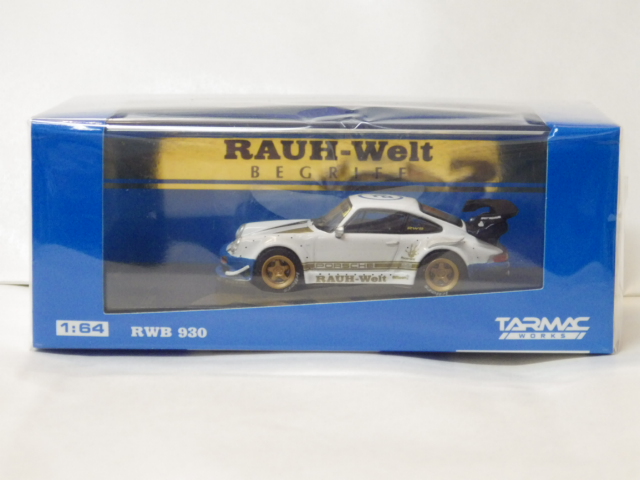 RAUH-Welt
BEGRIFF
PORSCHE
RAUH-Welt
1:64
RWB 930
TARMAC
WORKS